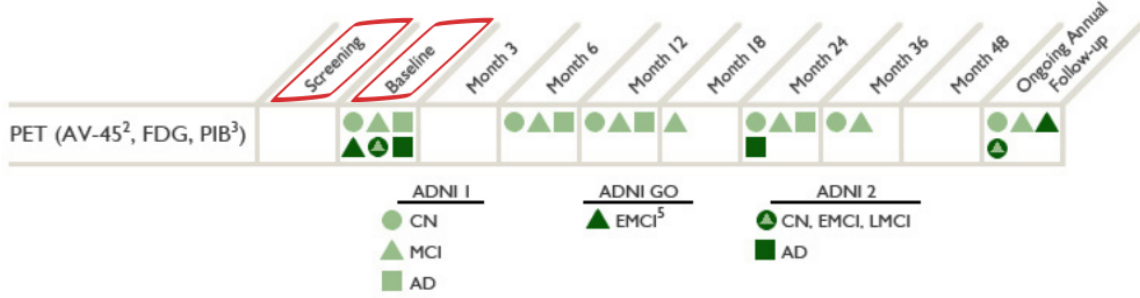 Screening
Baseline
Month 3
Month 6
Month 12
Month 18
Month 24
Month 36
Month 48
Ongoing Annual
Follow-up
PET (AV-45², FDG, PIB³)
ADNI 1
CN
MCI
AD
ADNI GO
EMCI⁵
ADNI 2
CN, EMCI, LMCI
AD